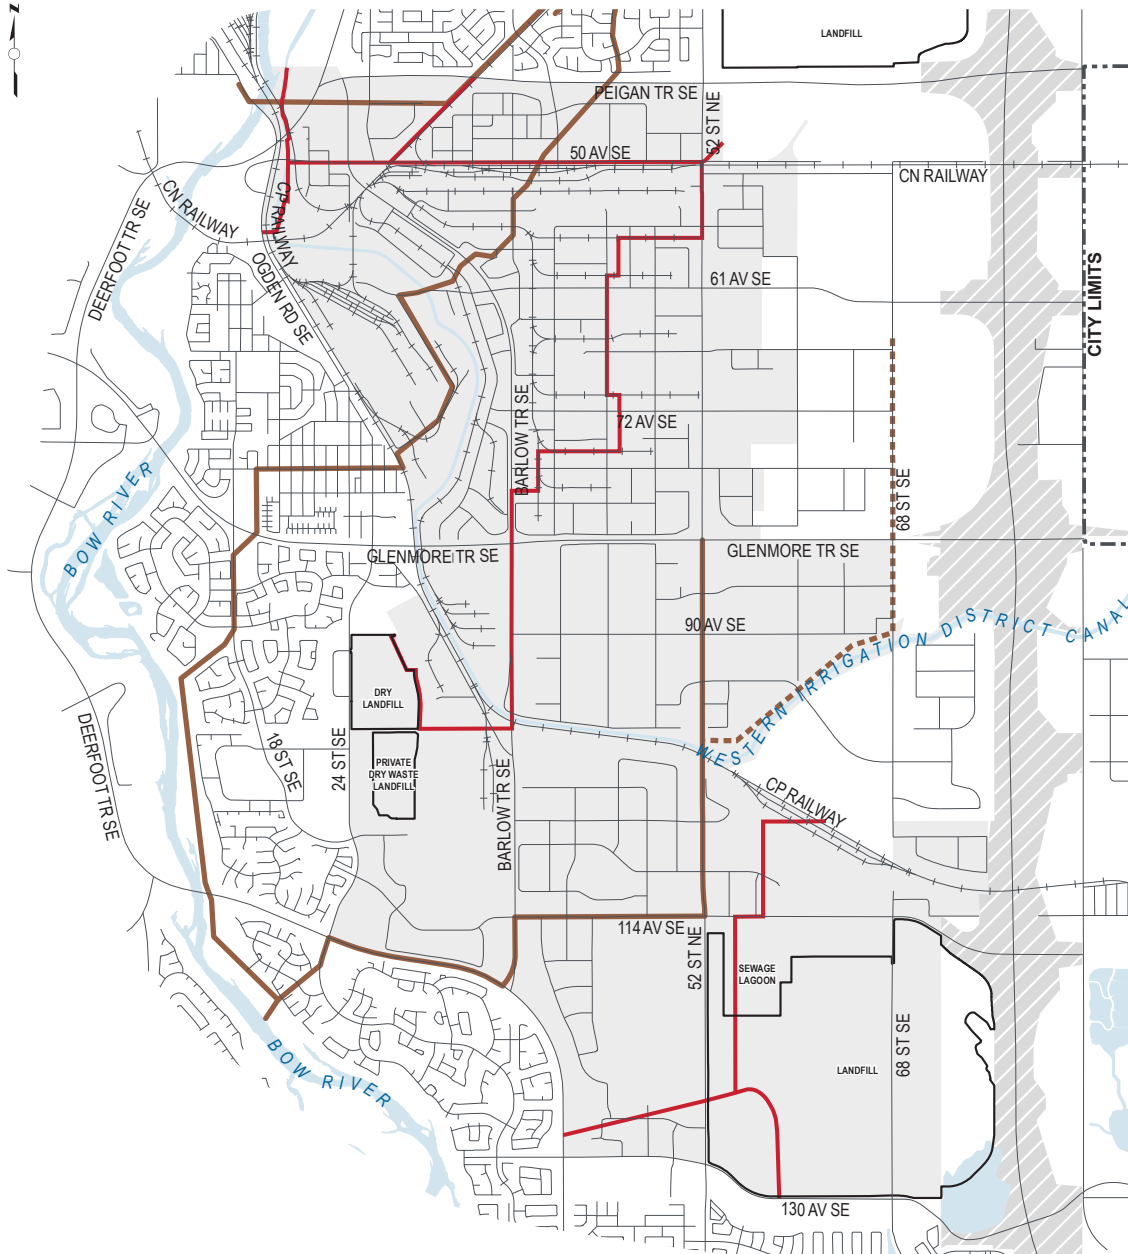 N
LANDFILL
PEIGAN TR SE
52 ST NE
50 AV SE
CN RAILWAY
CN RAILWAY
CP RAILWAY
DEERFOOT TR SE
OGDEN RD SE
61 AV SE
CITY LIMITS
BARLOW TR SE
72 AV SE
BOW RIVER
68 ST SE
GLENMORE TR SE
GLENMORE TR SE
90 AV SE
WESTERN IRRIGATION DISTRICT CANAL
DRY
LANDFILL
DEERFOOT TR SE
18 ST SE
24 ST SE
PRIVATE
DRY WASTE
LANDFILL
BARLOW TR SE
CP RAILWAY
114 AV SE
52 ST NE
SEWAGE
LAGOON
68 ST SE
BOW RIVER
LANDFILL
130 AV SE